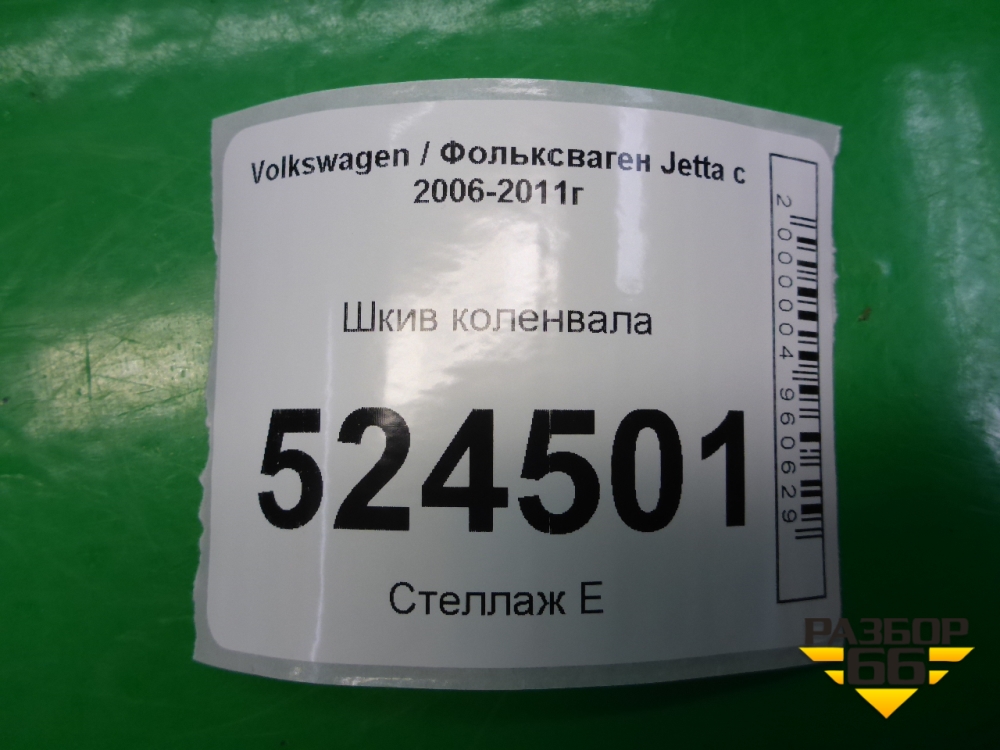 Volkswagen / Фольксваген Jetta с
2006-2011г
Шкив коленвала
524501
Стеллаж Е
2000004960629
РАЗБОР
66